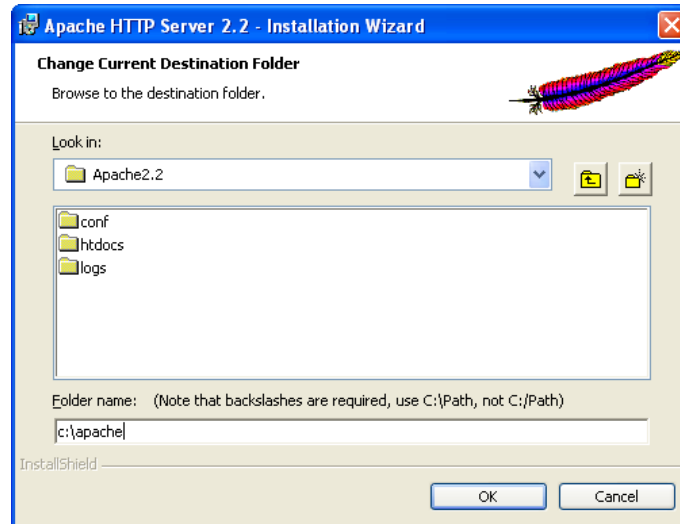 Apache HTTP Server 2.2 - Installation Wizard
Change Current Destination Folder
Browse to the destination folder.
Look in:
Apache2.2
conf
htdocs
logs
Folder name: (Note that backslashes are required, use C:\Path, not C:/Path)
c:\apache
InstallShield
OK Cancel